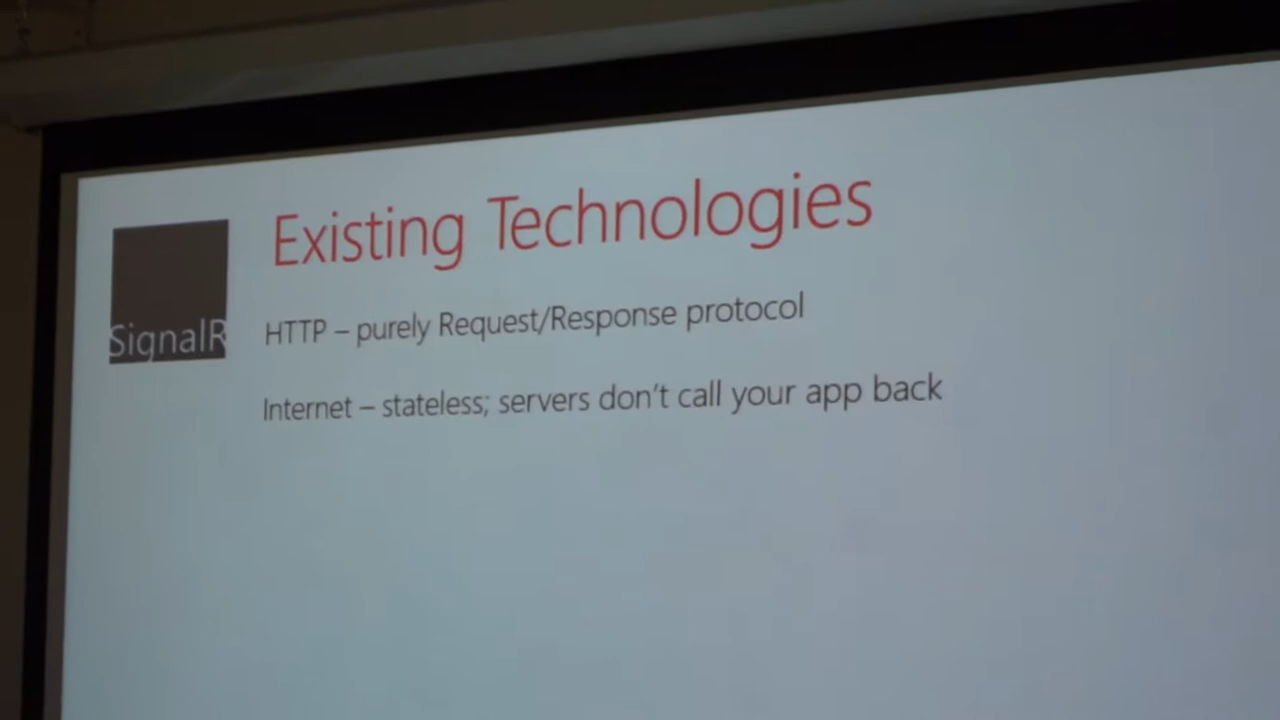 Existing Technologies
SignalR
HTTP – purely Request/Response protocol
Internet – stateless; servers don't call your app back